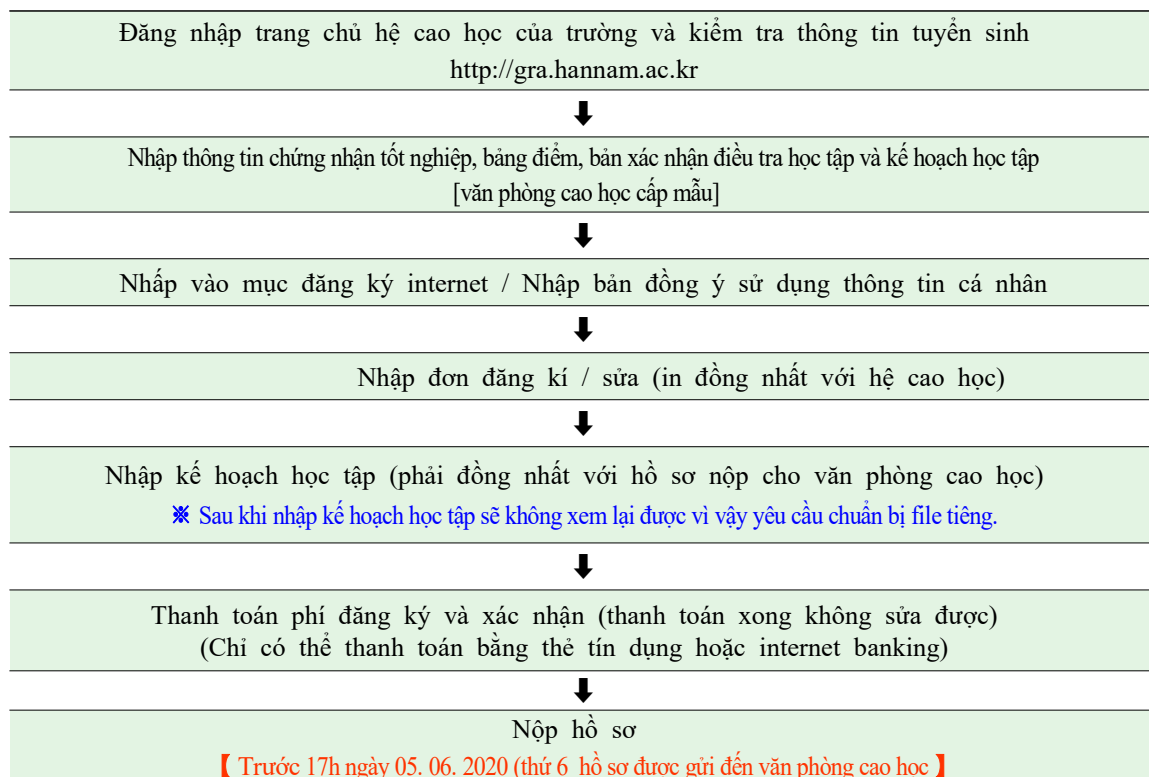 Đăng nhập trang chủ hệ cao học của trường và kiểm tra thông tin tuyển sinh
http://gra.hannam.ac.kr
⬇
Nhập thông tin chứng nhận tốt nghiệp, bảng điểm, bản xác nhận điều tra học tập và kế hoạch học tập
[văn phòng cao học cấp mẫu]
⬇
Nhấp vào mục đăng ký internet / Nhập bản đồng ý sử dụng thông tin cá nhân
⬇
Nhập đơn đăng kí / sửa (in đồng nhất với hệ cao học)
⬇
Nhập kế hoạch học tập (phải đồng nhất với hồ sơ nộp cho văn phòng cao học)
※ Sau khi nhập kế hoạch học tập sẽ không xem lại được vì vậy yêu cầu chuẩn bị file tiêng.
⬇
Thanh toán phí đăng ký và xác nhận (thanh toán xong không sửa được)
(Chỉ có thể thanh toán bằng thẻ tín dụng hoặc internet banking)
⬇
Nộp hồ sơ
【 Trước 17h ngày 05. 06. 2020 (thứ 6 hồ sơ được gửi đến văn phòng cao học 】